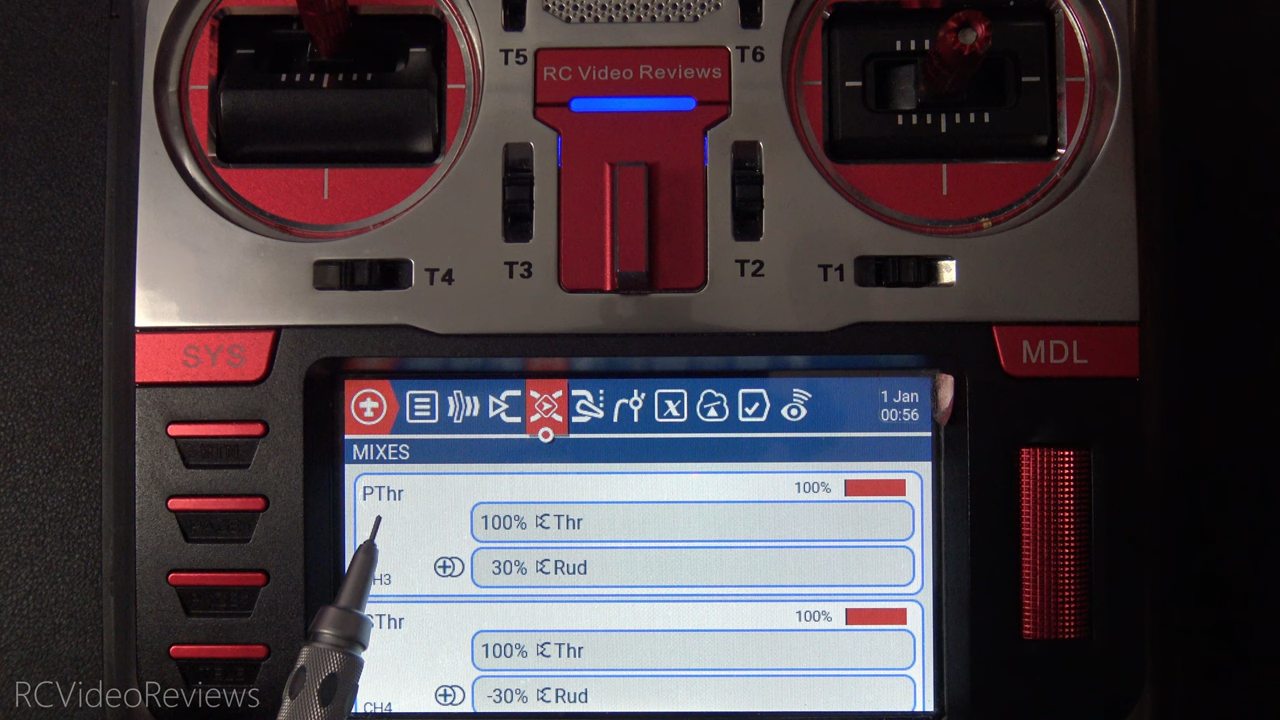 T5
T6
RC Video Reviews
T3
T2
T4
T1
SYS
MDL
1 Jan
00:56
MIXES
PThr
100%
100% Thr
30% Rud
Thr
100%
100% Thr
CH4
-30% Rud
RCVideoReviews